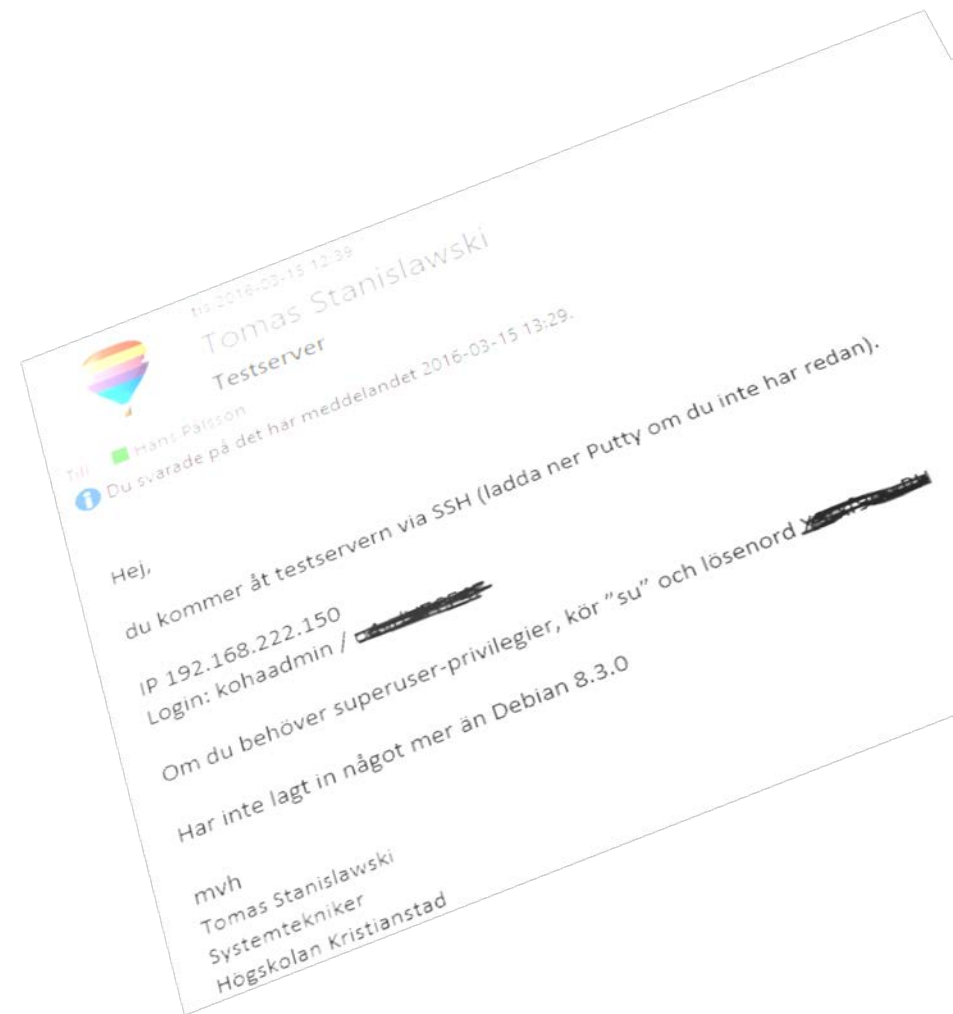 tis 2016-03-15 12:39
Tomas Stanislawski
Testserver
Till Hans Pålsson
Du svarade på det här meddelandet 2016-03-15 13:29.
Hej,
du kommer åt testservern via SSH (ladda ner Putty om du inte har redan).
IP 192.168.222.150
Login: kohaadmin /
Om du behöver superuser-privilegier, kör ”su” och lösenord
Har inte lagt in något mer än Debian 8.3.0
mvh
Tomas Stanislawski
Systemtekniker
Högskolan Kristianstad